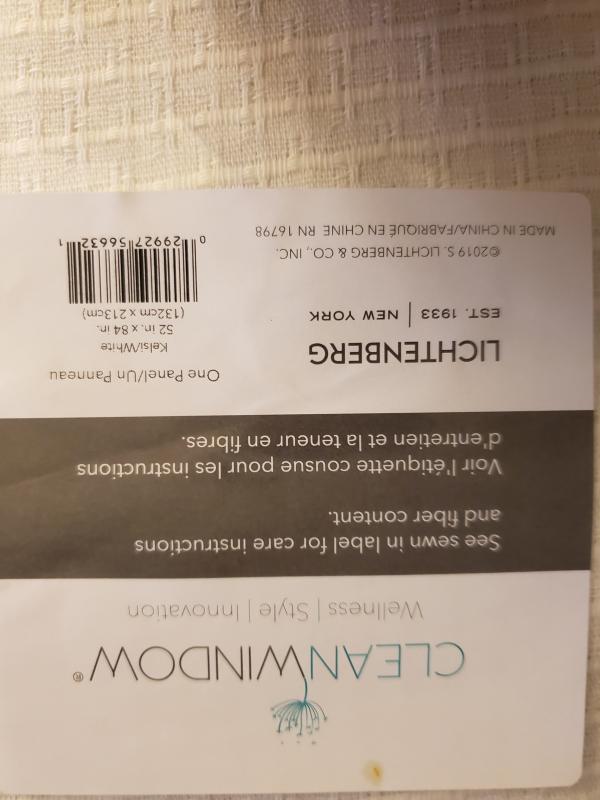 CLEANWINDOW®
Wellness | Style | Innovation
See sewn in label for care instructions
and fiber content.
Voir l'étiquette cousue pour les instructions
d'entretien et la teneur en fibres.
LICHTENBERG
EST. 1933 | NEW YORK
©2019 S. LICHTENBERG & CO., INC.
MADE IN CHINA/FABRIQUÉ EN CHINE RN 16798
One Panel/Un Panneau
Kelsi/White
52 in. x 84 in.
(132cm x 213cm)
0 29927 56632 1